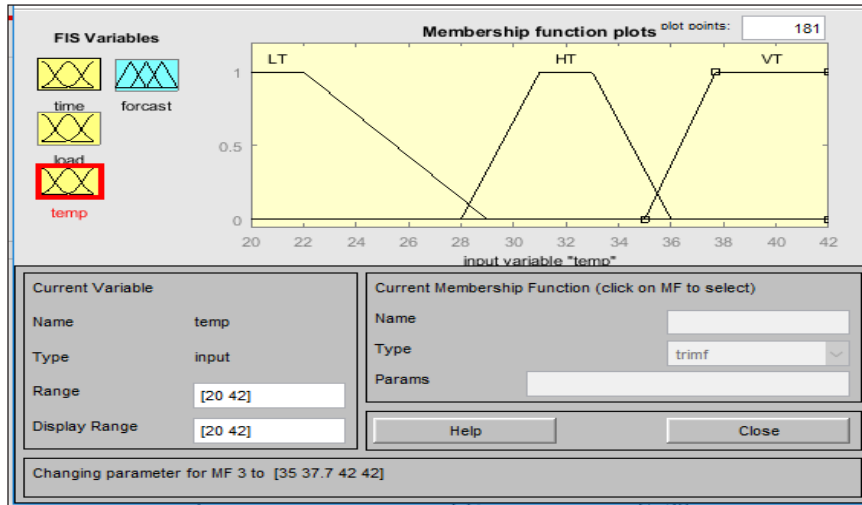 FIS Variables
time
forcast
load
temp
Membership function plots
plot points:
181
LT
HT
VT
1
0.5
0
20 22 24 26 28 30 32 34 36 38 40 42
input variable "temp"
Current Variable
Name temp
Type input
Range [20 42]
Display Range [20 42]
Current Membership Function (click on MF to select)
Name
Type trimf
Params
Help
Close
Changing parameter for MF 3 to [35 37.7 42 42]